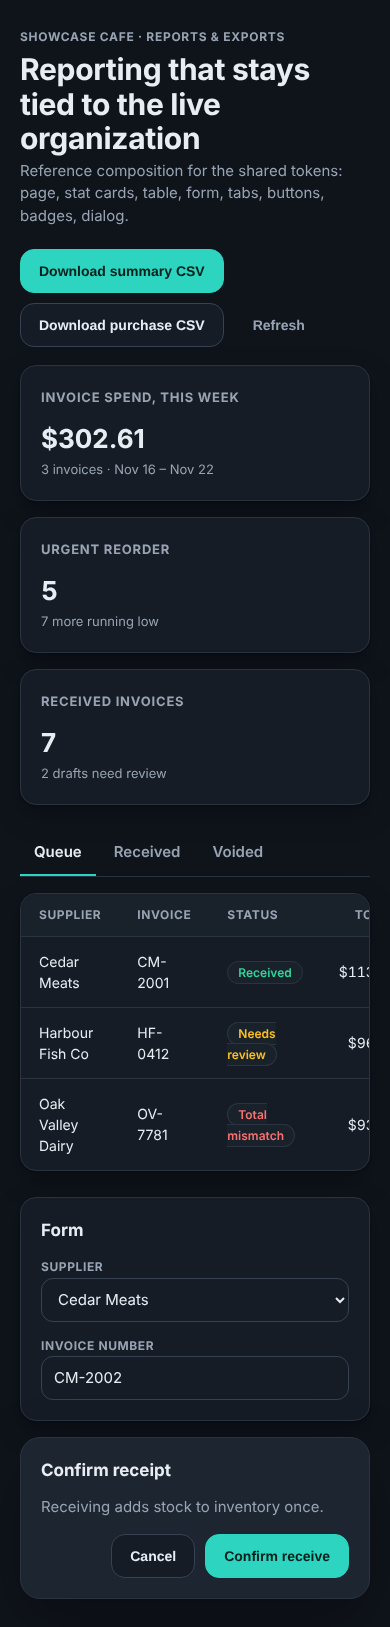 SHOWCASE CAFE · REPORTS & EXPORTS
Reporting that stays
tied to the live
organization
Reference composition for the shared tokens:
page, stat cards, table, form, tabs, buttons,
badges, dialog.
Download summary CSV
Download purchase CSV Refresh
INVOICE SPEND, THIS WEEK
$302.61
3 invoices · Nov 16 – Nov 22
URGENT REORDER
5
7 more running low
RECEIVED INVOICES
7
2 drafts need review
Queue Received Voided
SUPPLIER INVOICE STATUS
Cedar
Meats
CM-
2001
Received
Harbour
Fish Co
HF-
0412
Needs
review
Oak
Valley
Dairy
OV-
7781
Total
mismatch
Form
SUPPLIER
Cedar Meats
INVOICE NUMBER
CM-2002
Confirm receipt
Receiving adds stock to inventory once.
Cancel Confirm receive